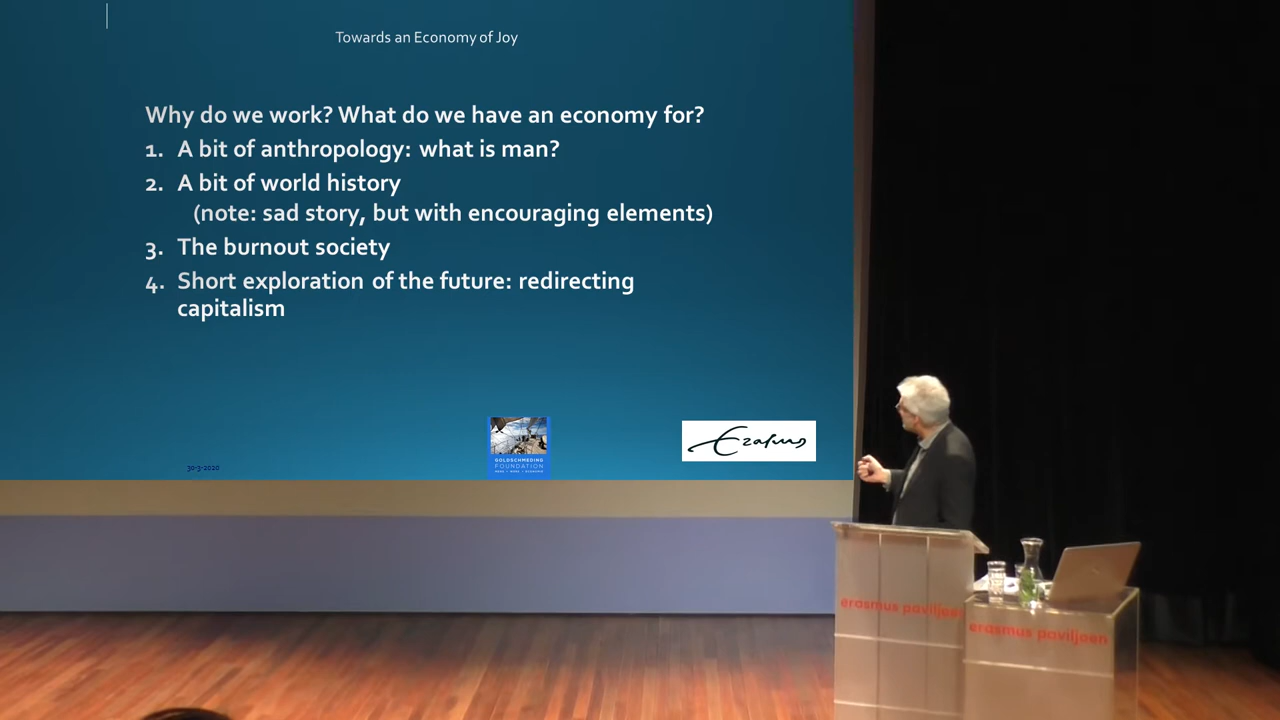 Towards an Economy of Joy
Why do we work? What do we have an economy for?
1. A bit of anthropology: what is man?
2. A bit of world history
(note: sad story, but with encouraging elements)
3. The burnout society
4. Short exploration of the future: redirecting
capitalism
Erasmus
GOLDSCHMEDING
FOUNDATION
30-3-2020
erasmus paviljoen
erasmus paviljoen